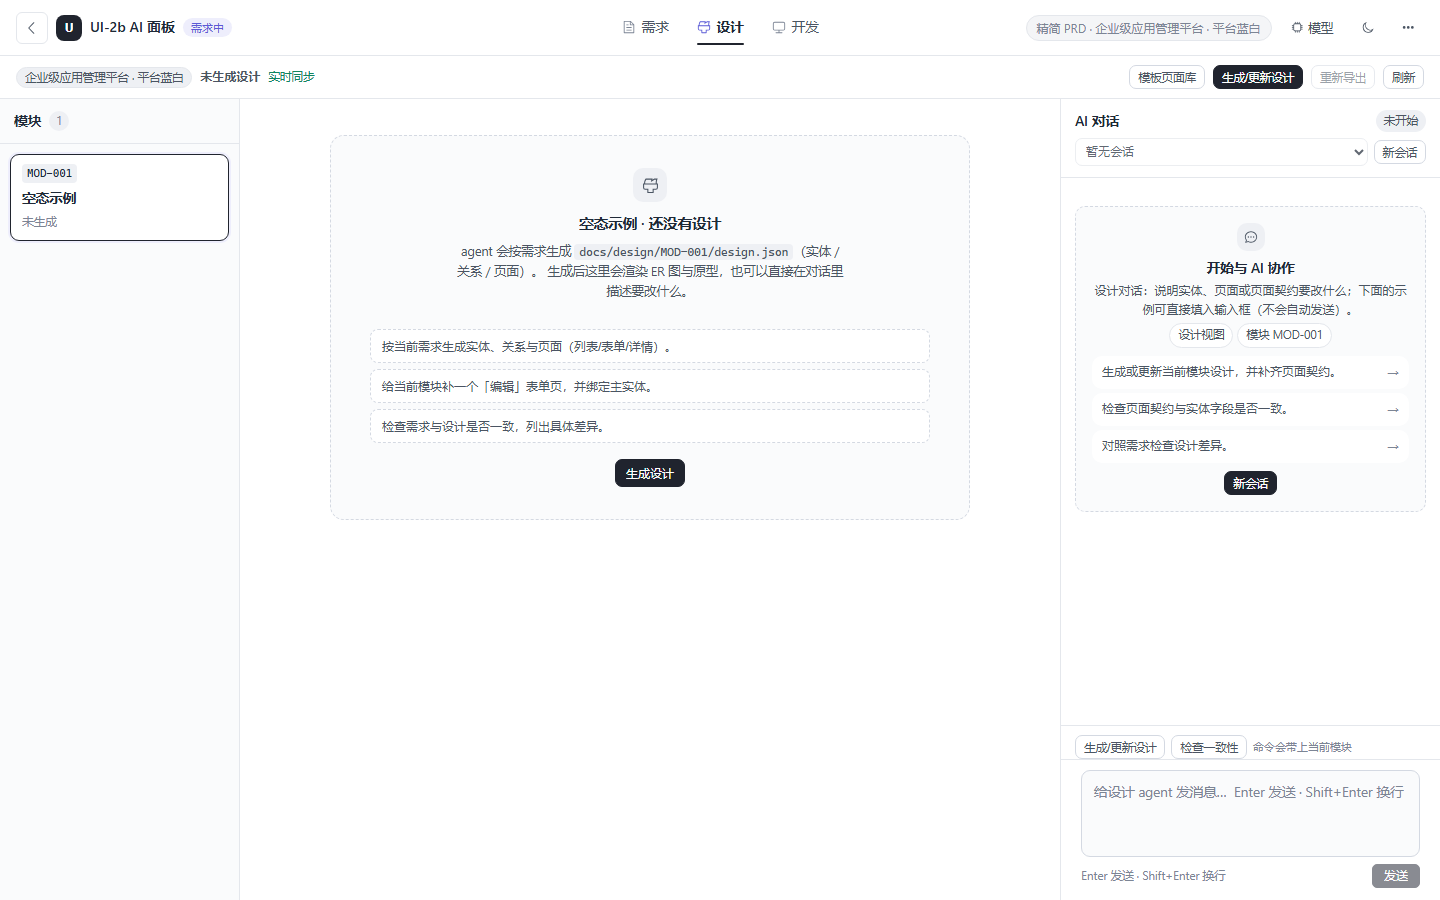 U UI-2b AI 面板 需求中
需求 设计 开发
精简 PRD · 企业级应用管理平台 · 平台蓝白 模型 ···
企业级应用管理平台 · 平台蓝白 未生成设计 实时同步
模板页面库 生成/更新设计 重新导出 刷新
模块 1
MOD-001
空态示例
未生成
空态示例 · 还没有设计
agent 会按需求生成 docs/design/MOD-001/design.json （实体 /
关系 / 页面）。 生成后这里会渲染 ER 图与原型，也可以直接在对话里
描述要改什么。
按当前需求生成实体、关系与页面（列表/表单/详情）。
给当前模块补一个「编辑」表单页，并绑定主实体。
检查需求与设计是否一致，列出具体差异。
生成设计
AI 对话 未开始
暂无会话 新会话
开始与 AI 协作
设计对话：说明实体、页面或页面契约要改什么；下面的示
例可直接填入输入框（不会自动发送）。
设计视图 模块 MOD-001
生成或更新当前模块设计，并补齐页面契约。 →
检查页面契约与实体字段是否一致。 →
对照需求检查设计差异。 →
新会话
生成/更新设计 检查一致性 命令会带上当前模块
给设计 agent 发消息... Enter 发送 · Shift+Enter 换行
Enter 发送 · Shift+Enter 换行 发送